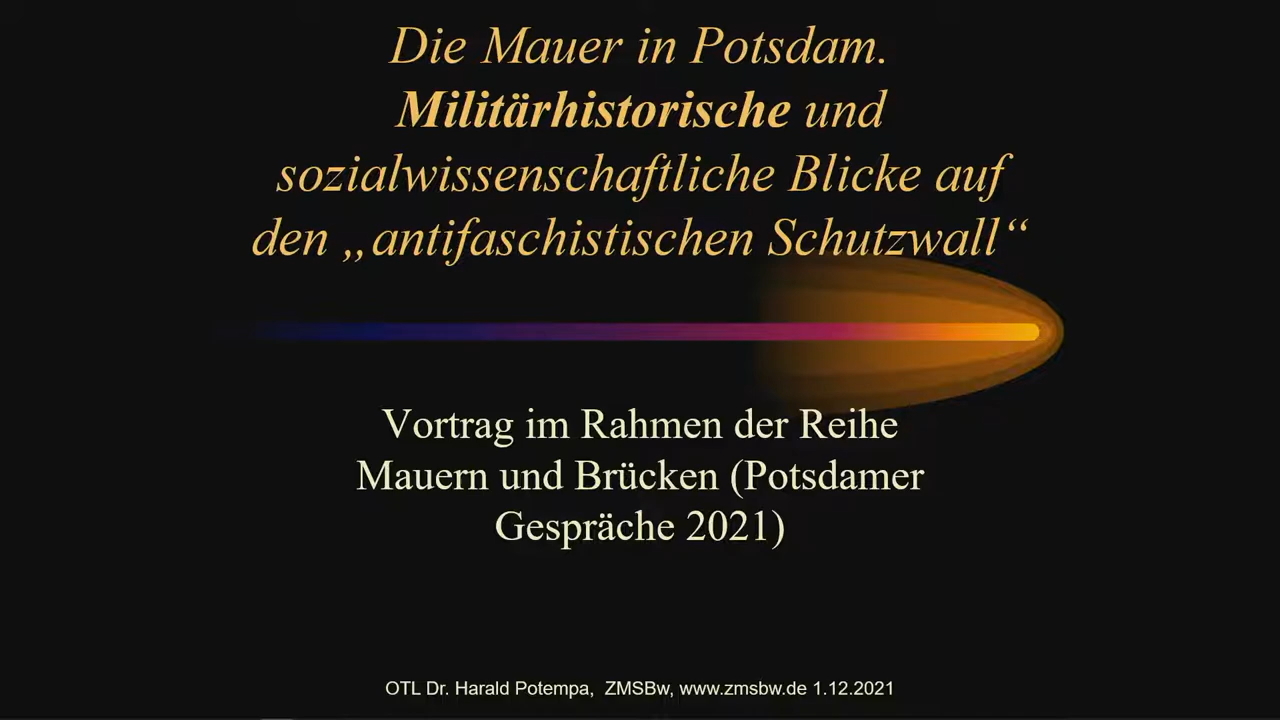 Die Mauer in Potsdam.
Militärhistorische und
sozialwissenschaftliche Blicke auf
den „antifaschistischen Schutzwall“
Vortrag im Rahmen der Reihe
Mauern und Brücken (Potsdamer
Gespräche 2021)
OTL Dr. Harald Potempa, ZMSBw, www.zmsbw.de 1.12.2021